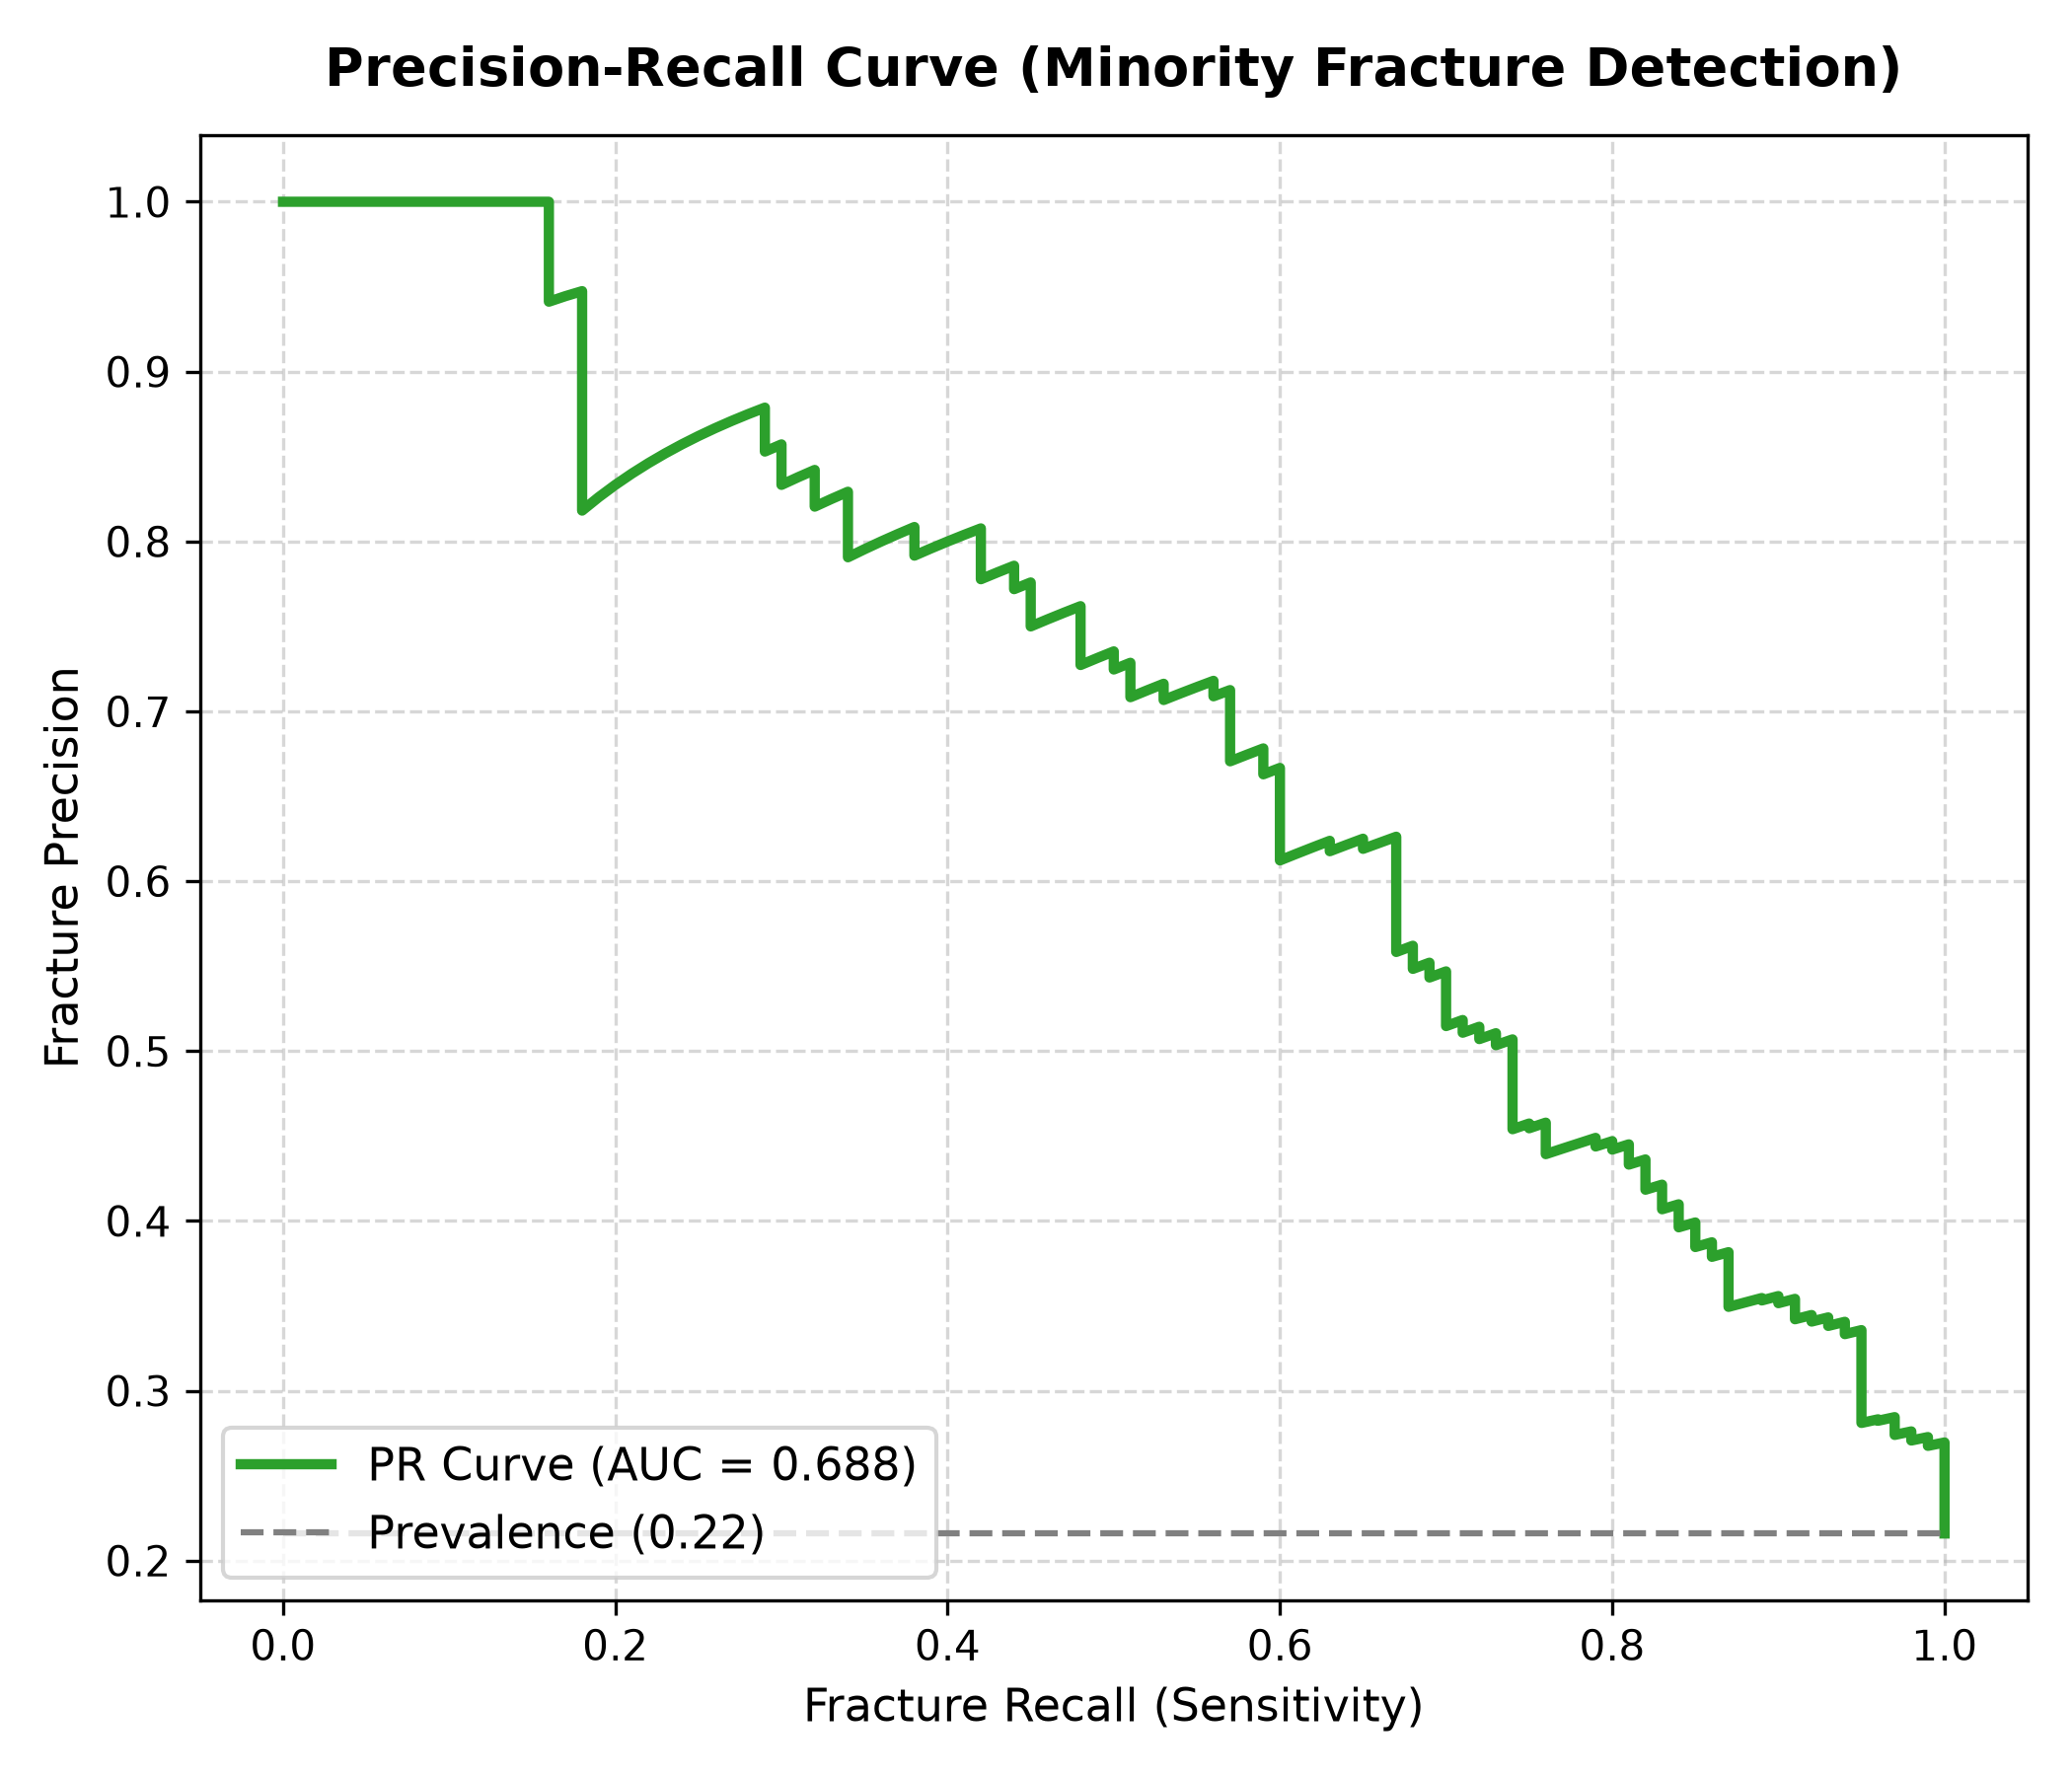 Precision-Recall Curve (Minority Fracture Detection)
Fracture Precision
1.0
0.9
0.8
0.7
0.6
0.5
0.4
0.3
0.2
PR Curve (AUC = 0.688)
Prevalence (0.22)
0.0 0.2 0.4 0.6 0.8 1.0
Fracture Recall (Sensitivity)